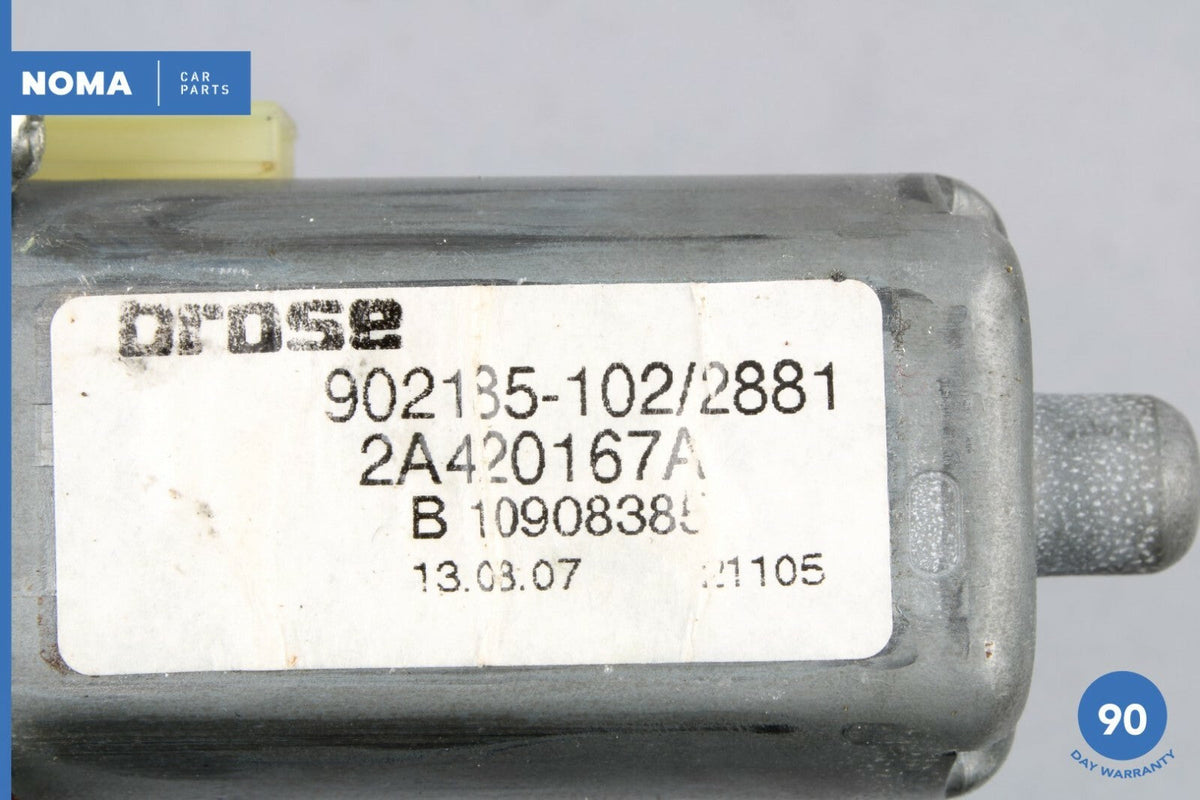 NOMA
CAR
PARTS
brose
902185-102/2881
2A420167A
B 10908385
13.08.07 21105
90
DAY WARRANTY